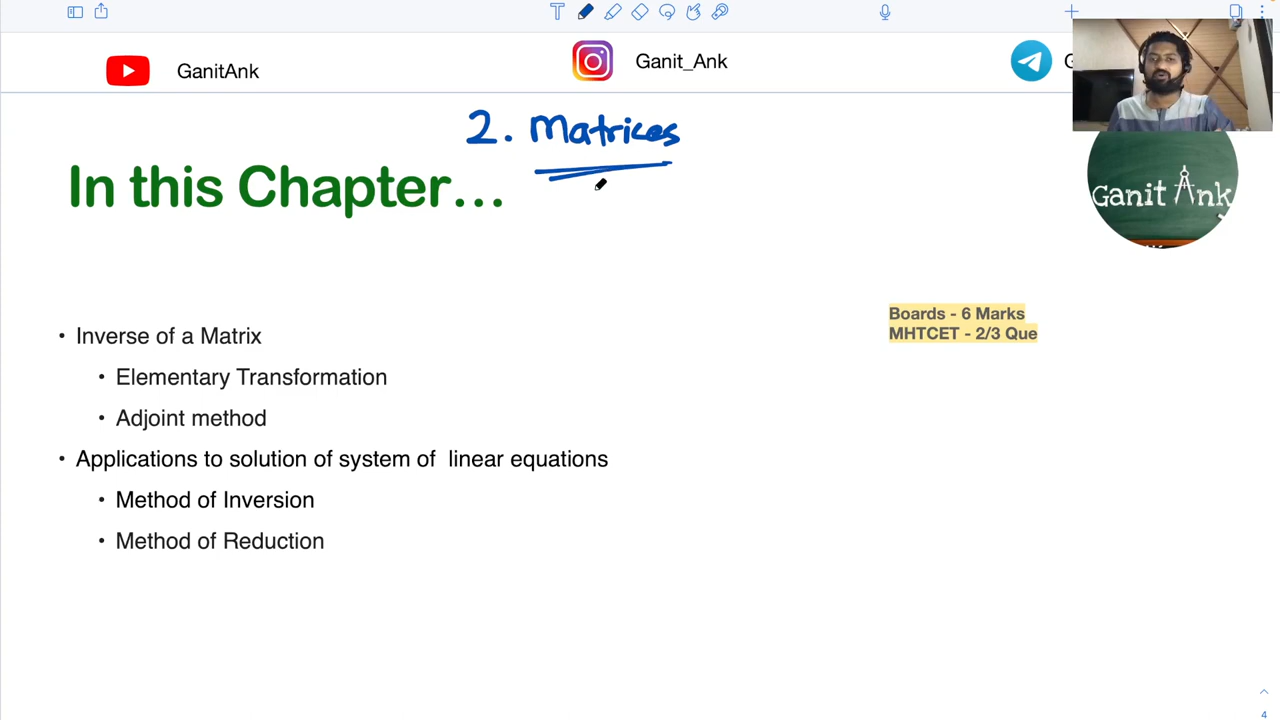 GanitAnk
Ganit_Ank
G
2. Matrices
In this Chapter...
Ganit Ank
Boards - 6 Marks
MHTCET - 2/3 Que
• Inverse of a Matrix
• Elementary Transformation
• Adjoint method
• Applications to solution of system of linear equations
• Method of Inversion
• Method of Reduction
4